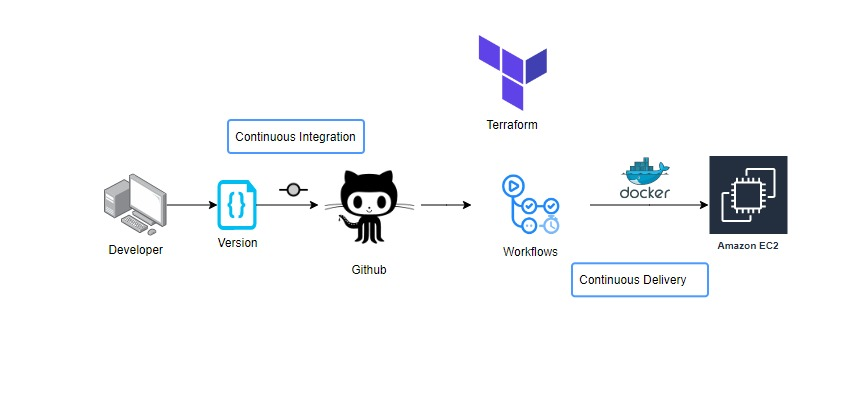 Terraform
Continuous Integration
docker
Developer
Version
Github
Workflows
Amazon EC2
Continuous Delivery